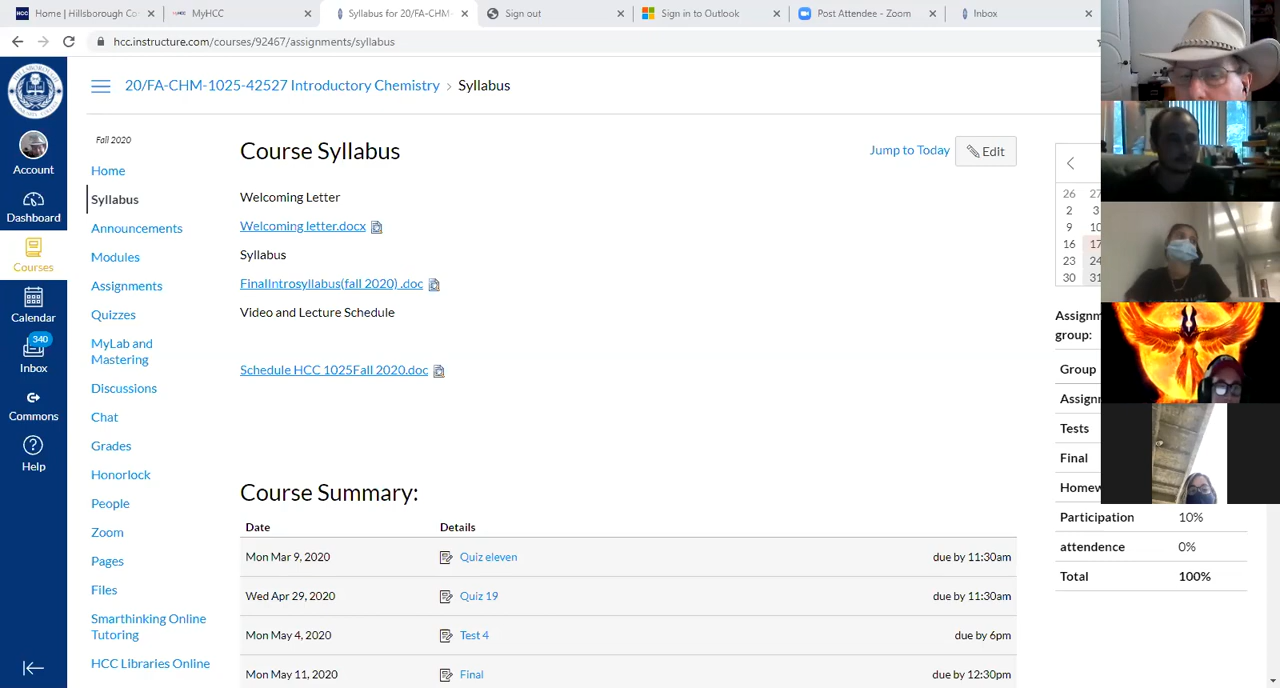 Home | Hillsborough Co
MyHCC
Syllabus for 20/FA-CHM-
Sign out
Sign in to Outlook
Post Attendee - Zoom
Inbox
hcc.instructure.com/courses/92467/assignments/syllabus
20/FA-CHM-1025-42527 Introductory Chemistry › Syllabus
Account
Dashboard
Courses
Calendar
340
Inbox
Commons
Help
Fall 2020
Home
Syllabus
Announcements
Modules
Assignments
Quizzes
MyLab and
Mastering
Discussions
Chat
Grades
Honorlock
People
Zoom
Pages
Files
Smarthinking Online
Tutoring
HCC Libraries Online
Course Syllabus
Jump to Today
Edit
Welcoming Letter
Welcoming letter.docx
Syllabus
FinalIntrosyllabus(fall 2020) .doc
Video and Lecture Schedule
Schedule HCC 1025Fall 2020.doc
Course Summary:
Date Details
Mon Mar 9, 2020 Quiz eleven due by 11:30am
Wed Apr 29, 2020 Quiz 19 due by 11:30am
Mon May 4, 2020 Test 4 due by 6pm
Mon May 11, 2020 Final due by 12:30pm
26 27
2 3
9 10
16 17
23 24
30 31
Assignm
group:
Group
Assignm
Tests
Final
Homew
Participation 10%
attendence 0%
Total 100%